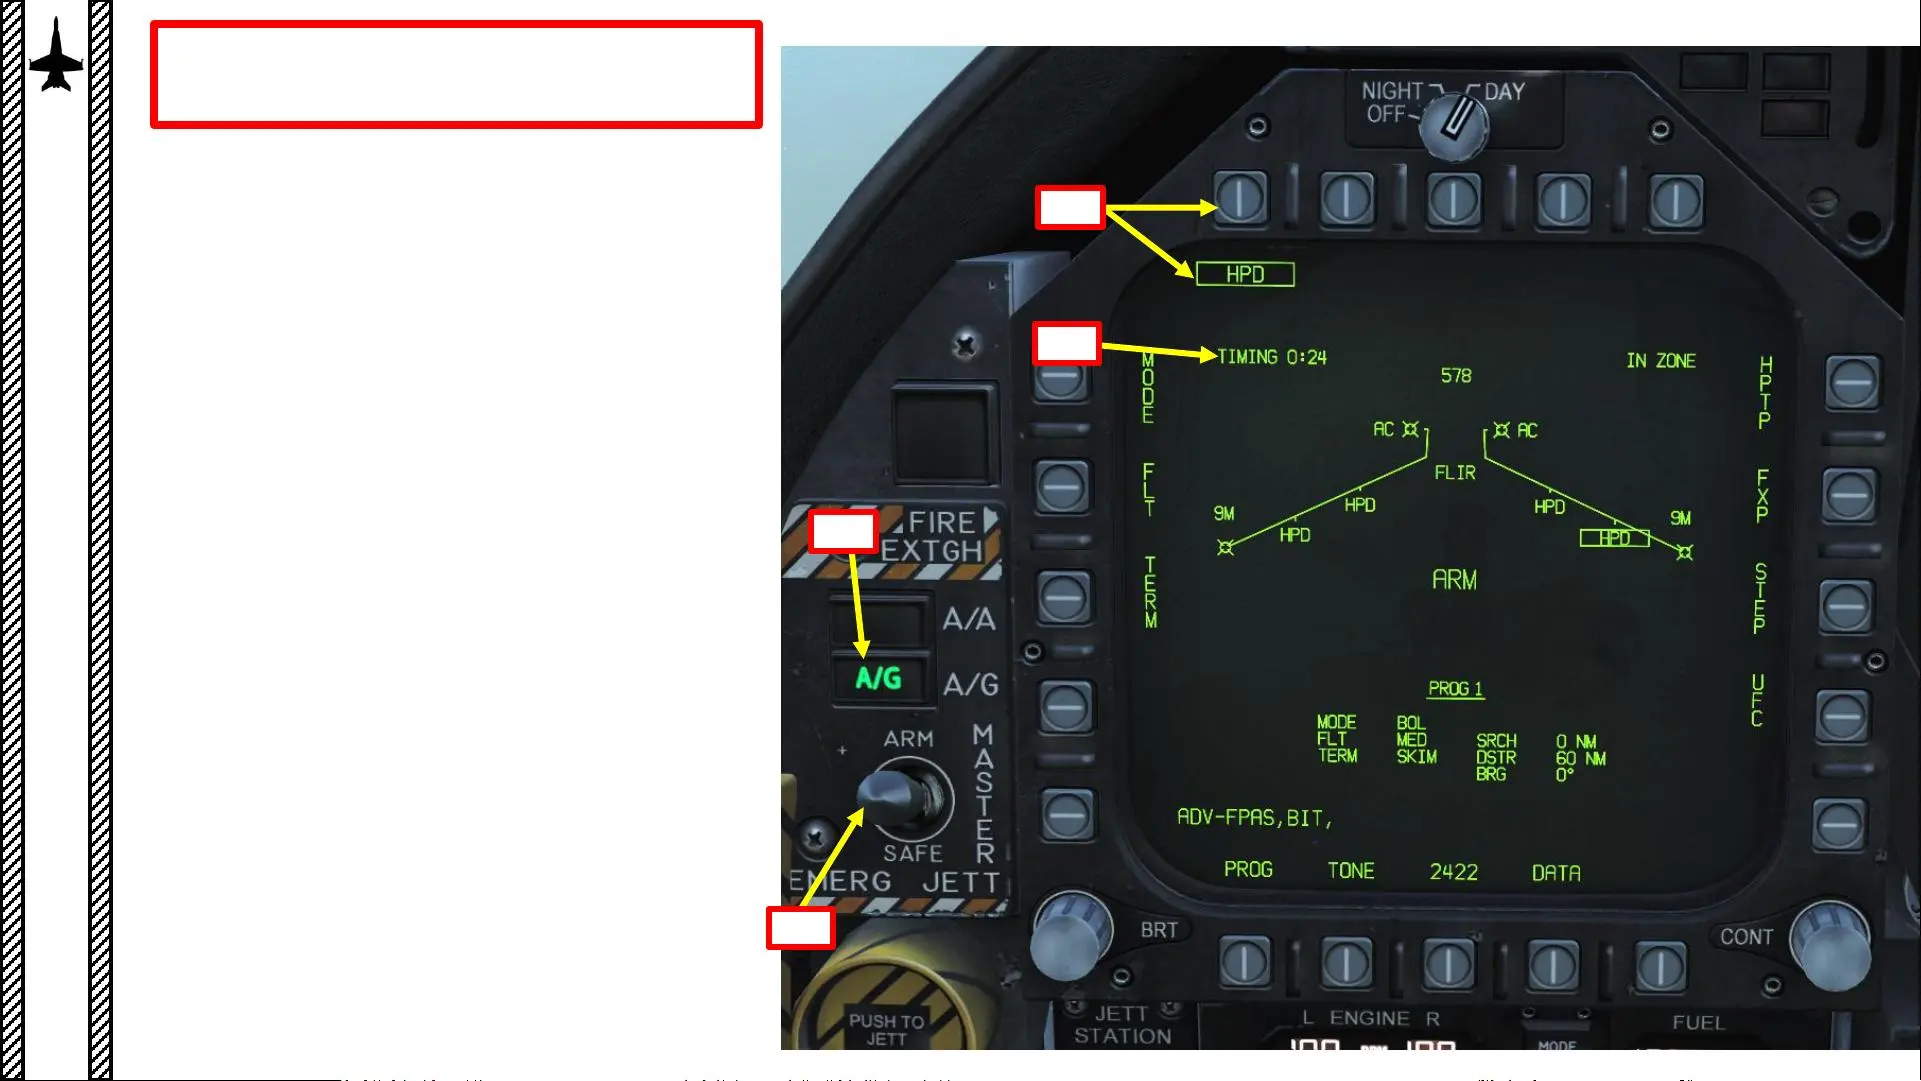 NIGHT
DAY
OFF
HPD
TIMING 0:24
578
IN ZONE
MODE
HPTP
AC
AC
FLIR
FLT
FXP
9M
HPD
HPD
HPD
HPD
9M
TERM
STEP
ARM
PROG 1
UFC
MODE BOL
FLT MED SRCH 0 NM
TERM SKIM DSTR 60 NM
BRG 0°
ADV-FPAS,BIT,
PROG TONE 2422 DATA
FIRE
EXTGH
A/A
A/G A/G
ARM
MASTER
SAFE
EMERG JETT
BRT
CONT
PUSH TO
JETT
JETT
STATION
L ENGINE R
FUEL
MODE